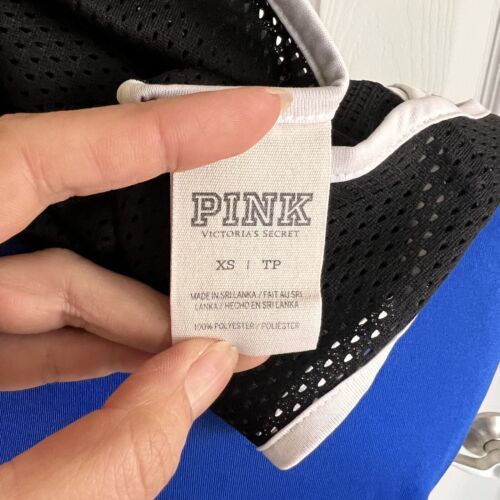 PINK
VICTORIA'S SECRET
XS | TP
MADE IN SRI LANKA / FAIT AU SRI
LANKA / HECHO EN SRI LANKA
100% POLYESTER / POLIÉSTER